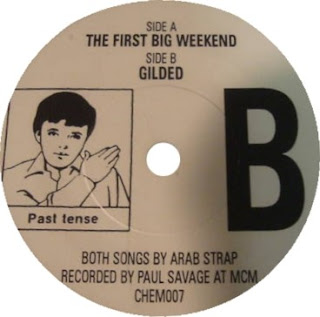 SIDE A
THE FIRST BIG WEEKEND
SIDE B
GILDED
B
Past tense
BOTH SONGS BY ARAB STRAP
RECORDED BY PAUL SAVAGE AT MCM
CHEM007